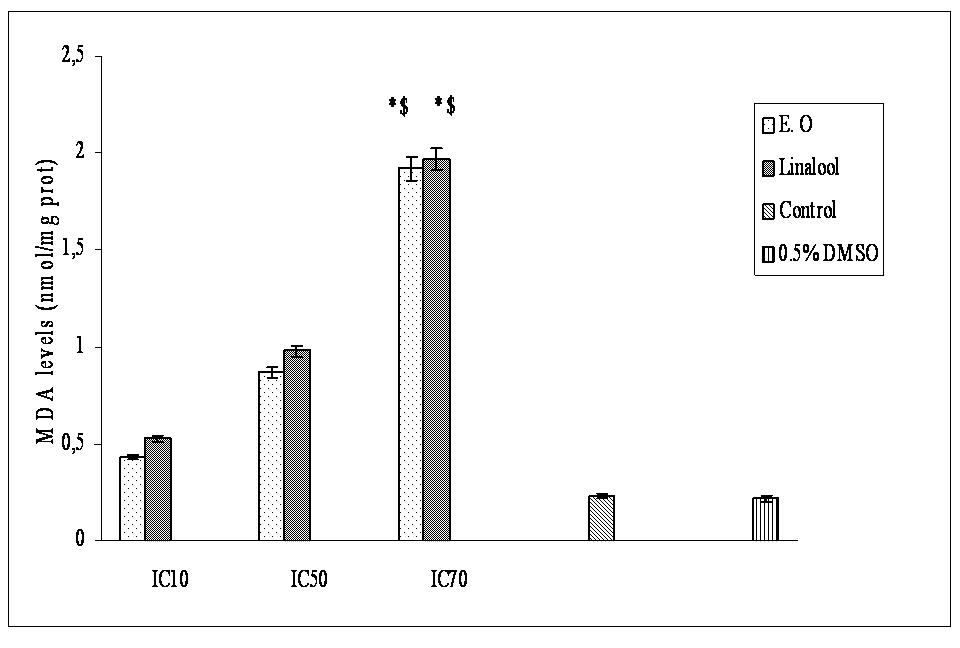 2,5
2
1,5
1
0,5
0
MDA levels (nmol/mg prot)
*$ *$
E. O
Linalool
Control
0.5% DMSO
IC10 IC50 IC70